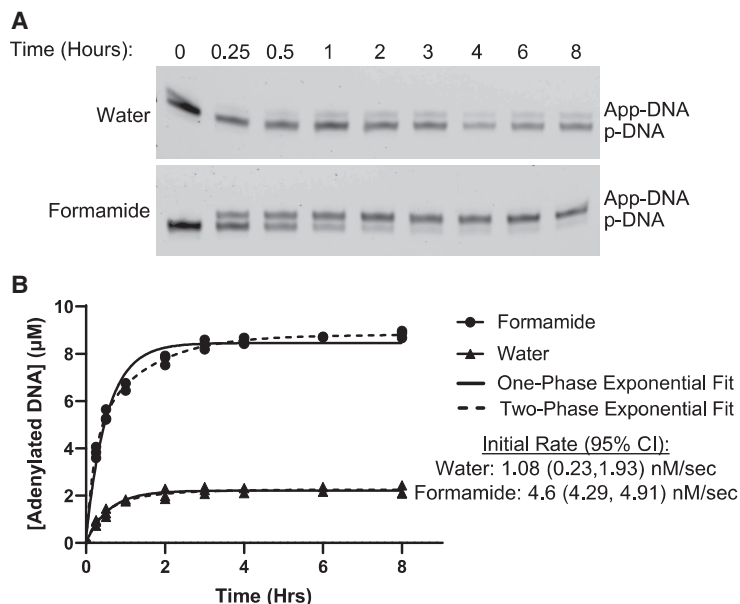 A
Time (Hours): 0 0.25 0.5 1 2 3 4 6 8
Water
App-DNA
p-DNA
Formamide
App-DNA
p-DNA
B
[Adenylated DNA] (µM)
10
8
6
4
2
0
0 2 4 6 8
Time (Hrs)
Formamide
Water
One-Phase Exponential Fit
Two-Phase Exponential Fit
Initial Rate (95% CI):
Water: 1.08 (0.23,1.93) nM/sec
Formamide: 4.6 (4.29, 4.91) nM/sec